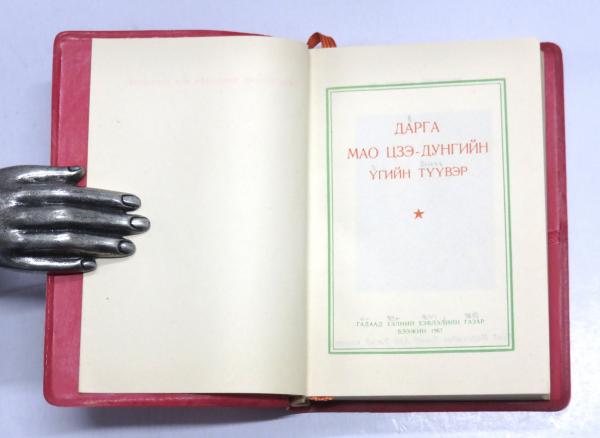 ДАРГА
МАО ЦЗЭ-ДУНГИЙН
ҮГИЙН ТҮҮВЭР
ГАДААД ХЭЛНИЙ ХЭВЛЭЛИЙН ГАЗАР
БЭЭЖИН 1967